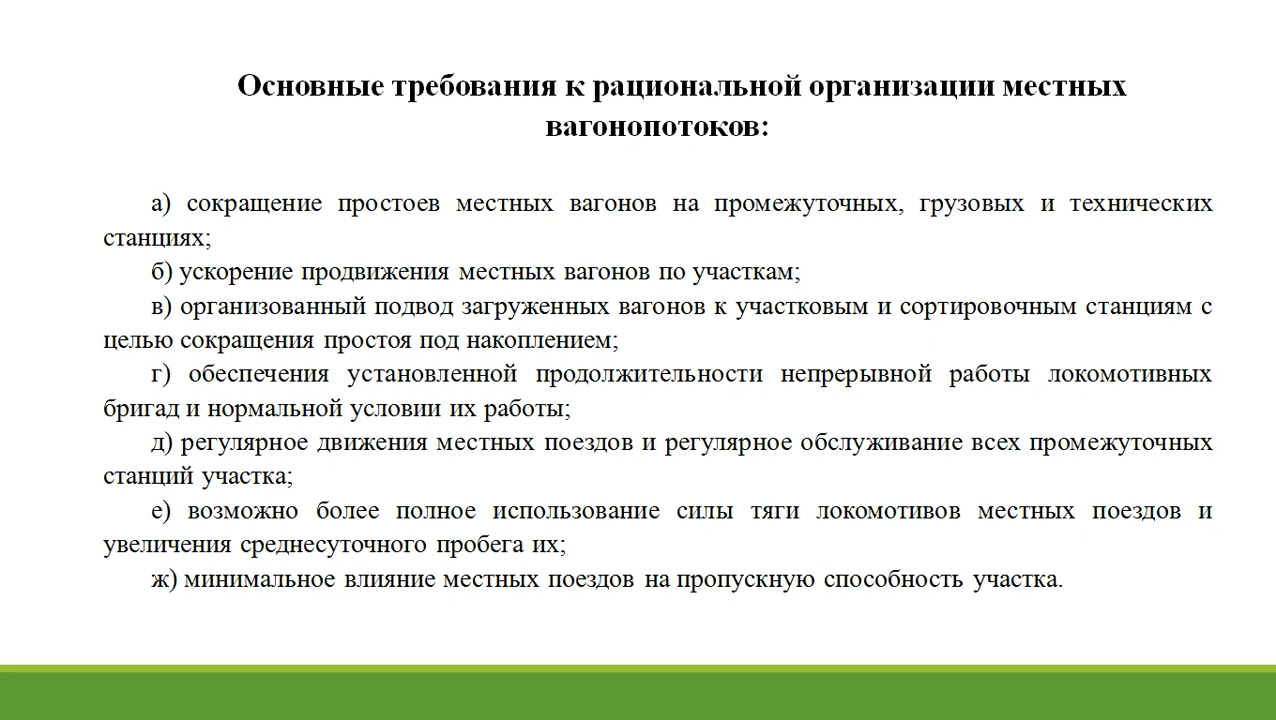 Основные требования к рациональной организации местных
вагонопотоков:
а) сокращение простоев местных вагонов на промежуточных, грузовых и технических
станциях;
б) ускорение продвижения местных вагонов по участкам;
в) организованный подвод загруженных вагонов к участковым и сортировочным станциям с
целью сокращения простоя под накоплением;
г) обеспечения установленной продолжительности непрерывной работы локомотивных
бригад и нормальной условии их работы;
д) регулярное движения местных поездов и регулярное обслуживание всех промежуточных
станций участка;
е) возможно более полное использование силы тяги локомотивов местных поездов и
увеличения среднесуточного пробега их;
ж) минимальное влияние местных поездов на пропускную способность участка.